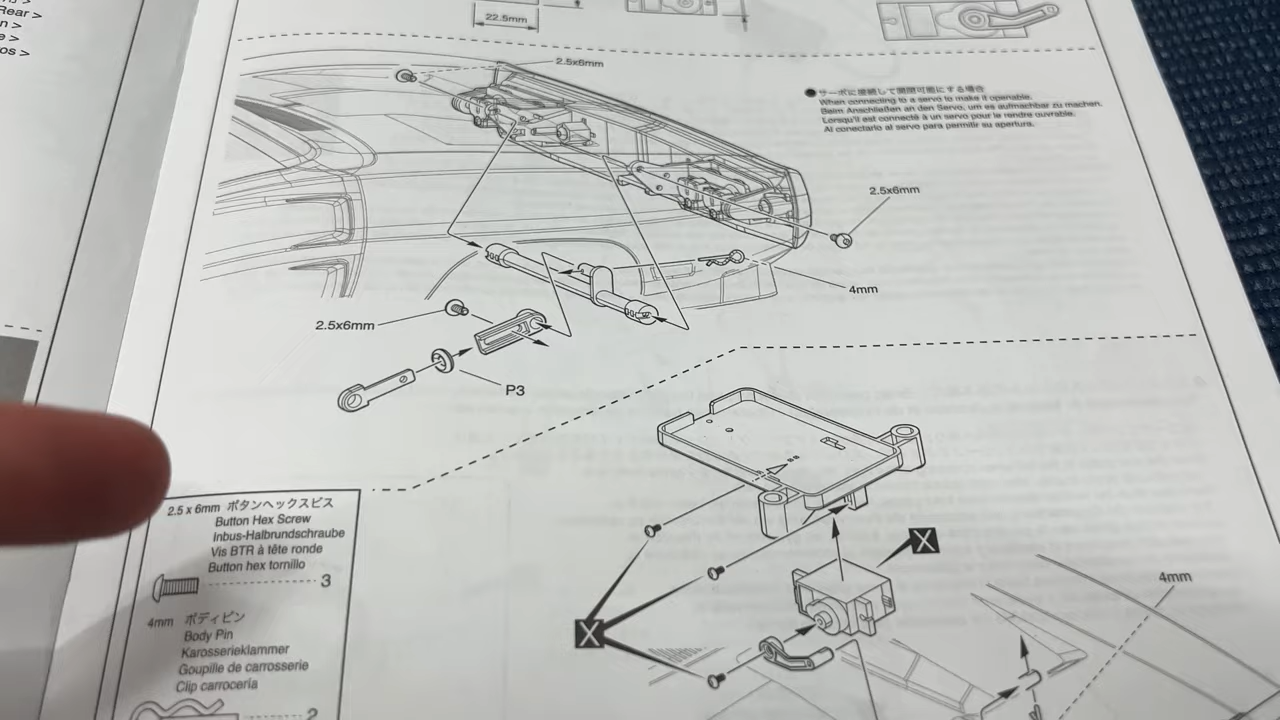 Rear >
n >
e >
os >
22.5mm
2.5x6mm
●サーボに接続して開閉可能にする場合
When connecting to a servo to make it openable.
Beim Anschließen an den Servo, um es aufmachbar zu machen.
Lorsqu'il est connecté à un servo pour le rendre ouvrable.
Al conectarlo al servo para permitir su apertura.
2.5x6mm
4mm
2.5x6mm
P3
2.5 x 6mm ボタンヘックスビス
Button Hex Screw
Inbus-Halbrundschraube
Vis BTR à tête ronde
Button hex tornillo
3
4mm ボディピン
Body Pin
Karosserieklammer
Goupille de carrosserie
Clip carrocería
2
X
X
4mm